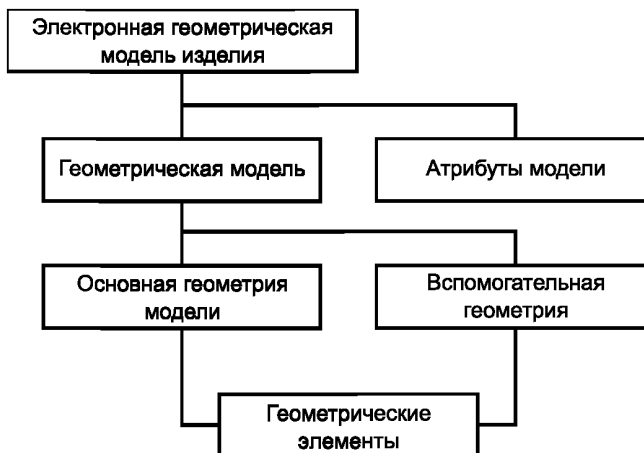 Электронная геометрическая
модель изделия
Геометрическая модель
Атрибуты модели
Основная геометрия
модели
Вспомогательная
геометрия
Геометрические
элементы